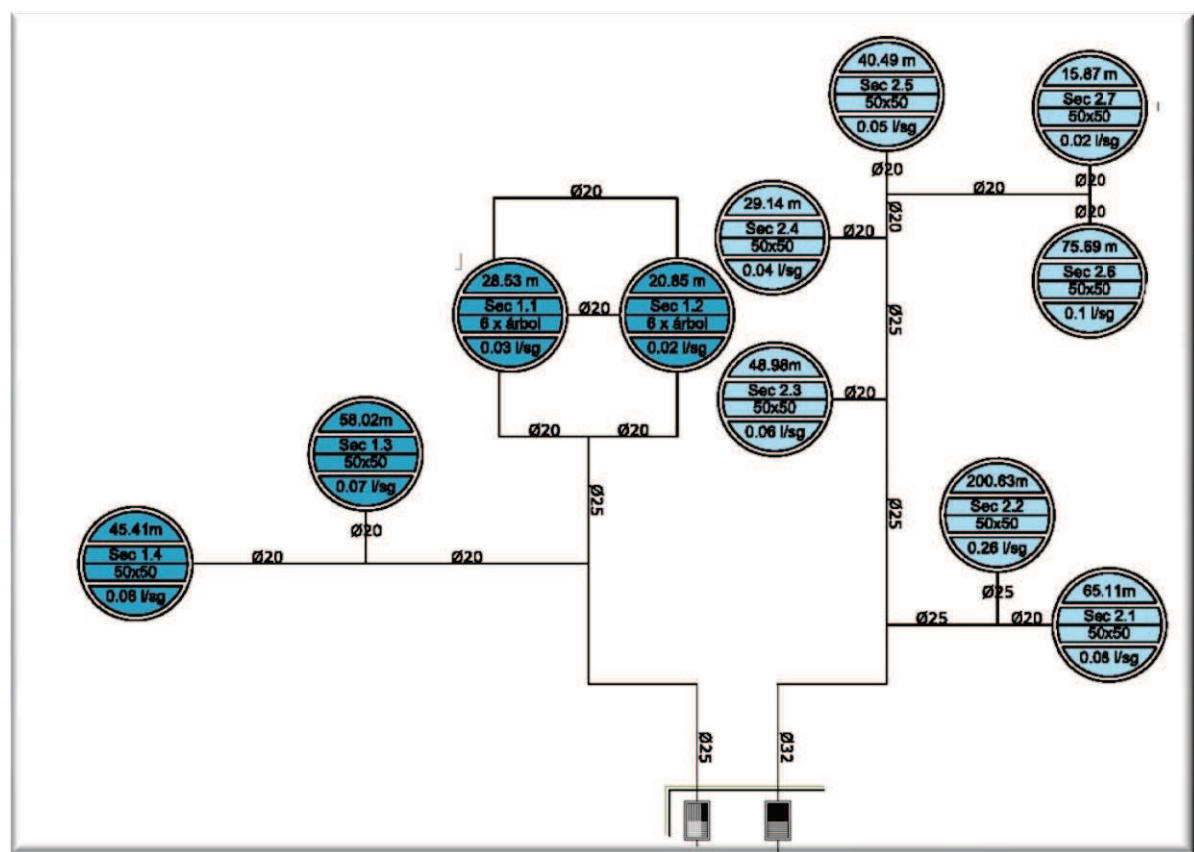 40.49 m
Sec 2.5
50x50
0.05 l/sg
15.87 m
Sec 2.7
50x50
0.02 l/sg
Ø20
Ø20
Ø20
Ø20
Ø20
Ø20
29.14 m
Sec 2.4
50x50
0.04 l/sg
Ø20
75.69 m
Sec 2.6
50x50
0.1 l/sg
28.53 m
Sec 1.1
6 x árbol
0.03 l/sg
Ø20
20.85 m
Sec 1.2
6 x árbol
0.02 l/sg
Ø25
48.98m
Sec 2.3
50x50
0.06 l/sg
Ø20
58.02m
Sec 1.3
50x50
0.07 l/sg
Ø20
Ø20
Ø25
Ø25
200.63m
Sec 2.2
50x50
0.26 l/sg
45.41m
Sec 1.4
50x50
0.06 l/sg
Ø20
Ø20
Ø20
Ø25
Ø25
Ø20
65.11m
Sec 2.1
50x50
0.08 l/sg
Ø25
Ø32